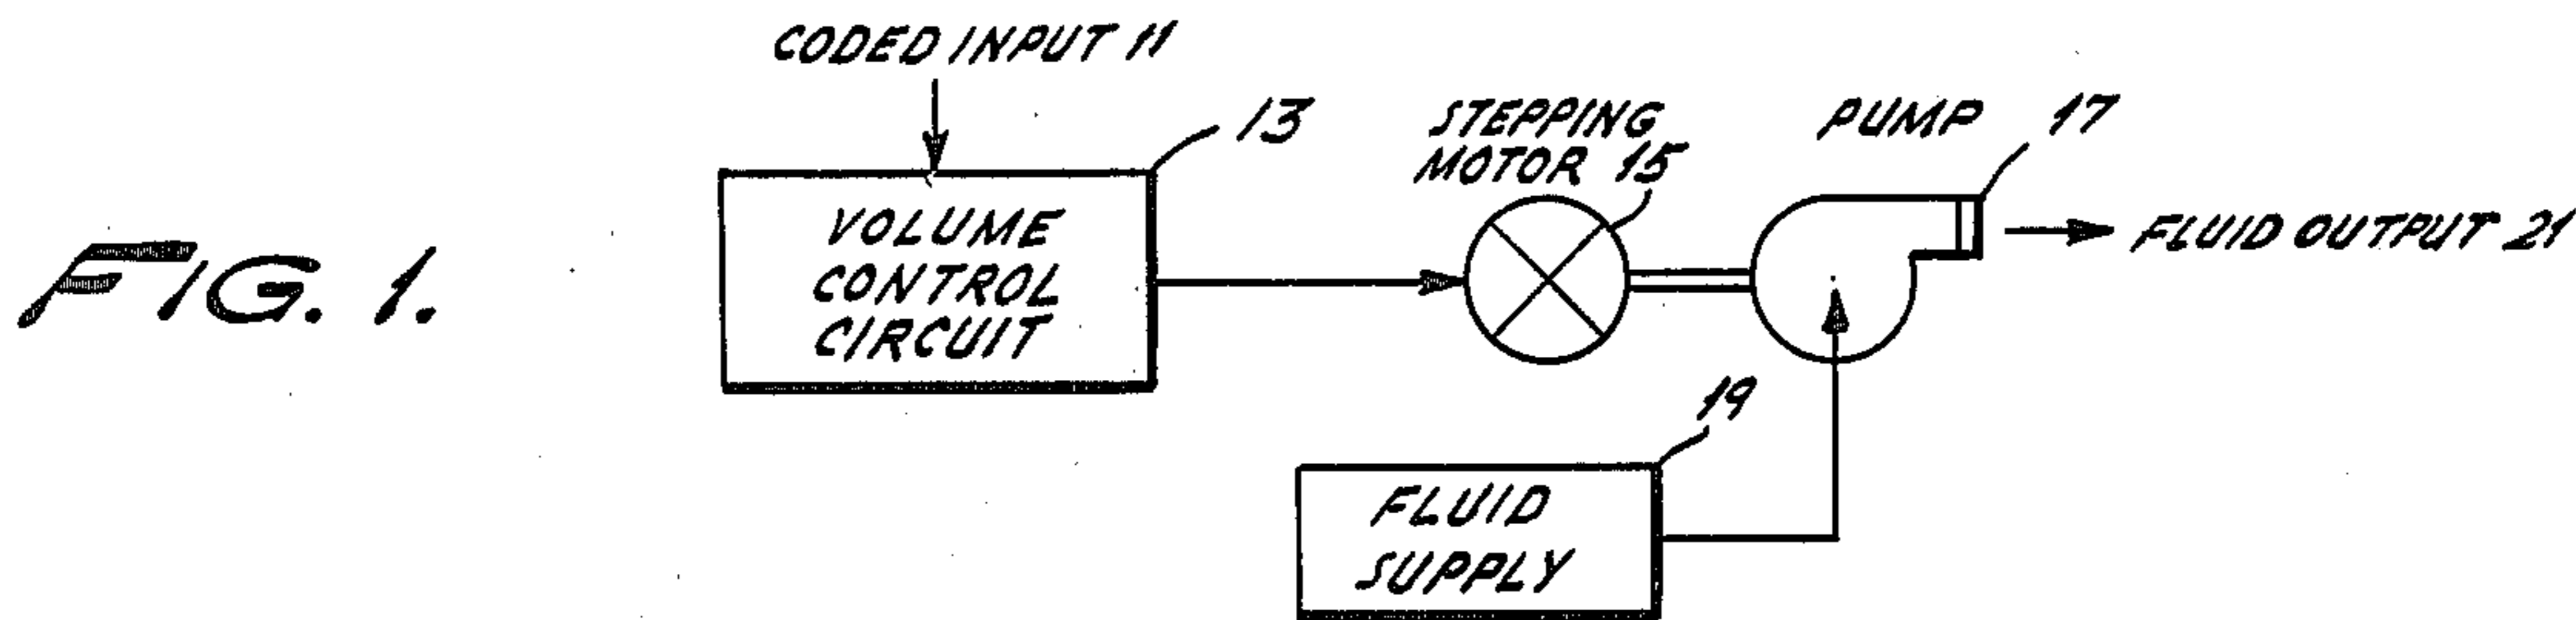 FIG. 1.
CODED INPUT 11
13
VOLUME
CONTROL
CIRCUIT
STEPPING
MOTOR 15
PUMP 17
FLUID OUTPUT 21
19
FLUID
SUPPLY